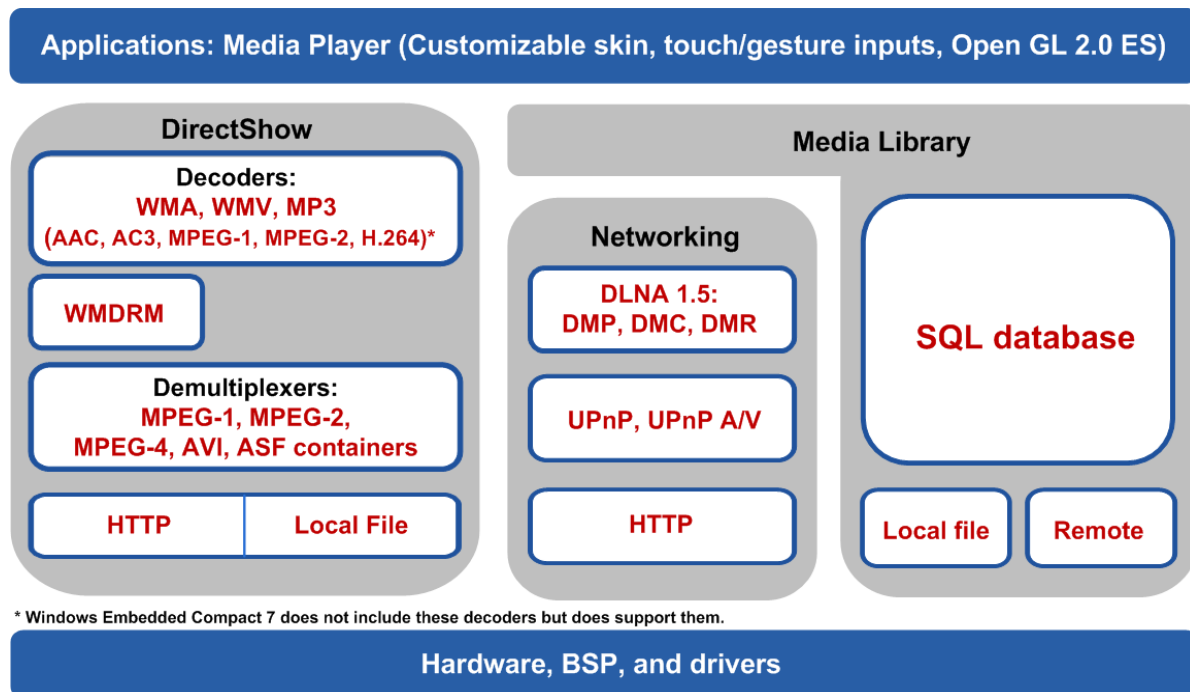 Applications: Media Player (Customizable skin, touch/gesture inputs, Open GL 2.0 ES)
DirectShow
Decoders:
WMA, WMV, MP3
(AAC, AC3, MPEG-1, MPEG-2, H.264)*
WMDRM
Demultiplexers:
MPEG-1, MPEG-2,
MPEG-4, AVI, ASF containers
HTTP
Local File
Networking
DLNA 1.5:
DMP, DMC, DMR
UPnP, UPnP A/V
HTTP
Media Library
SQL database
Local file
Remote
* Windows Embedded Compact 7 does not include these decoders but does support them.
Hardware, BSP, and drivers